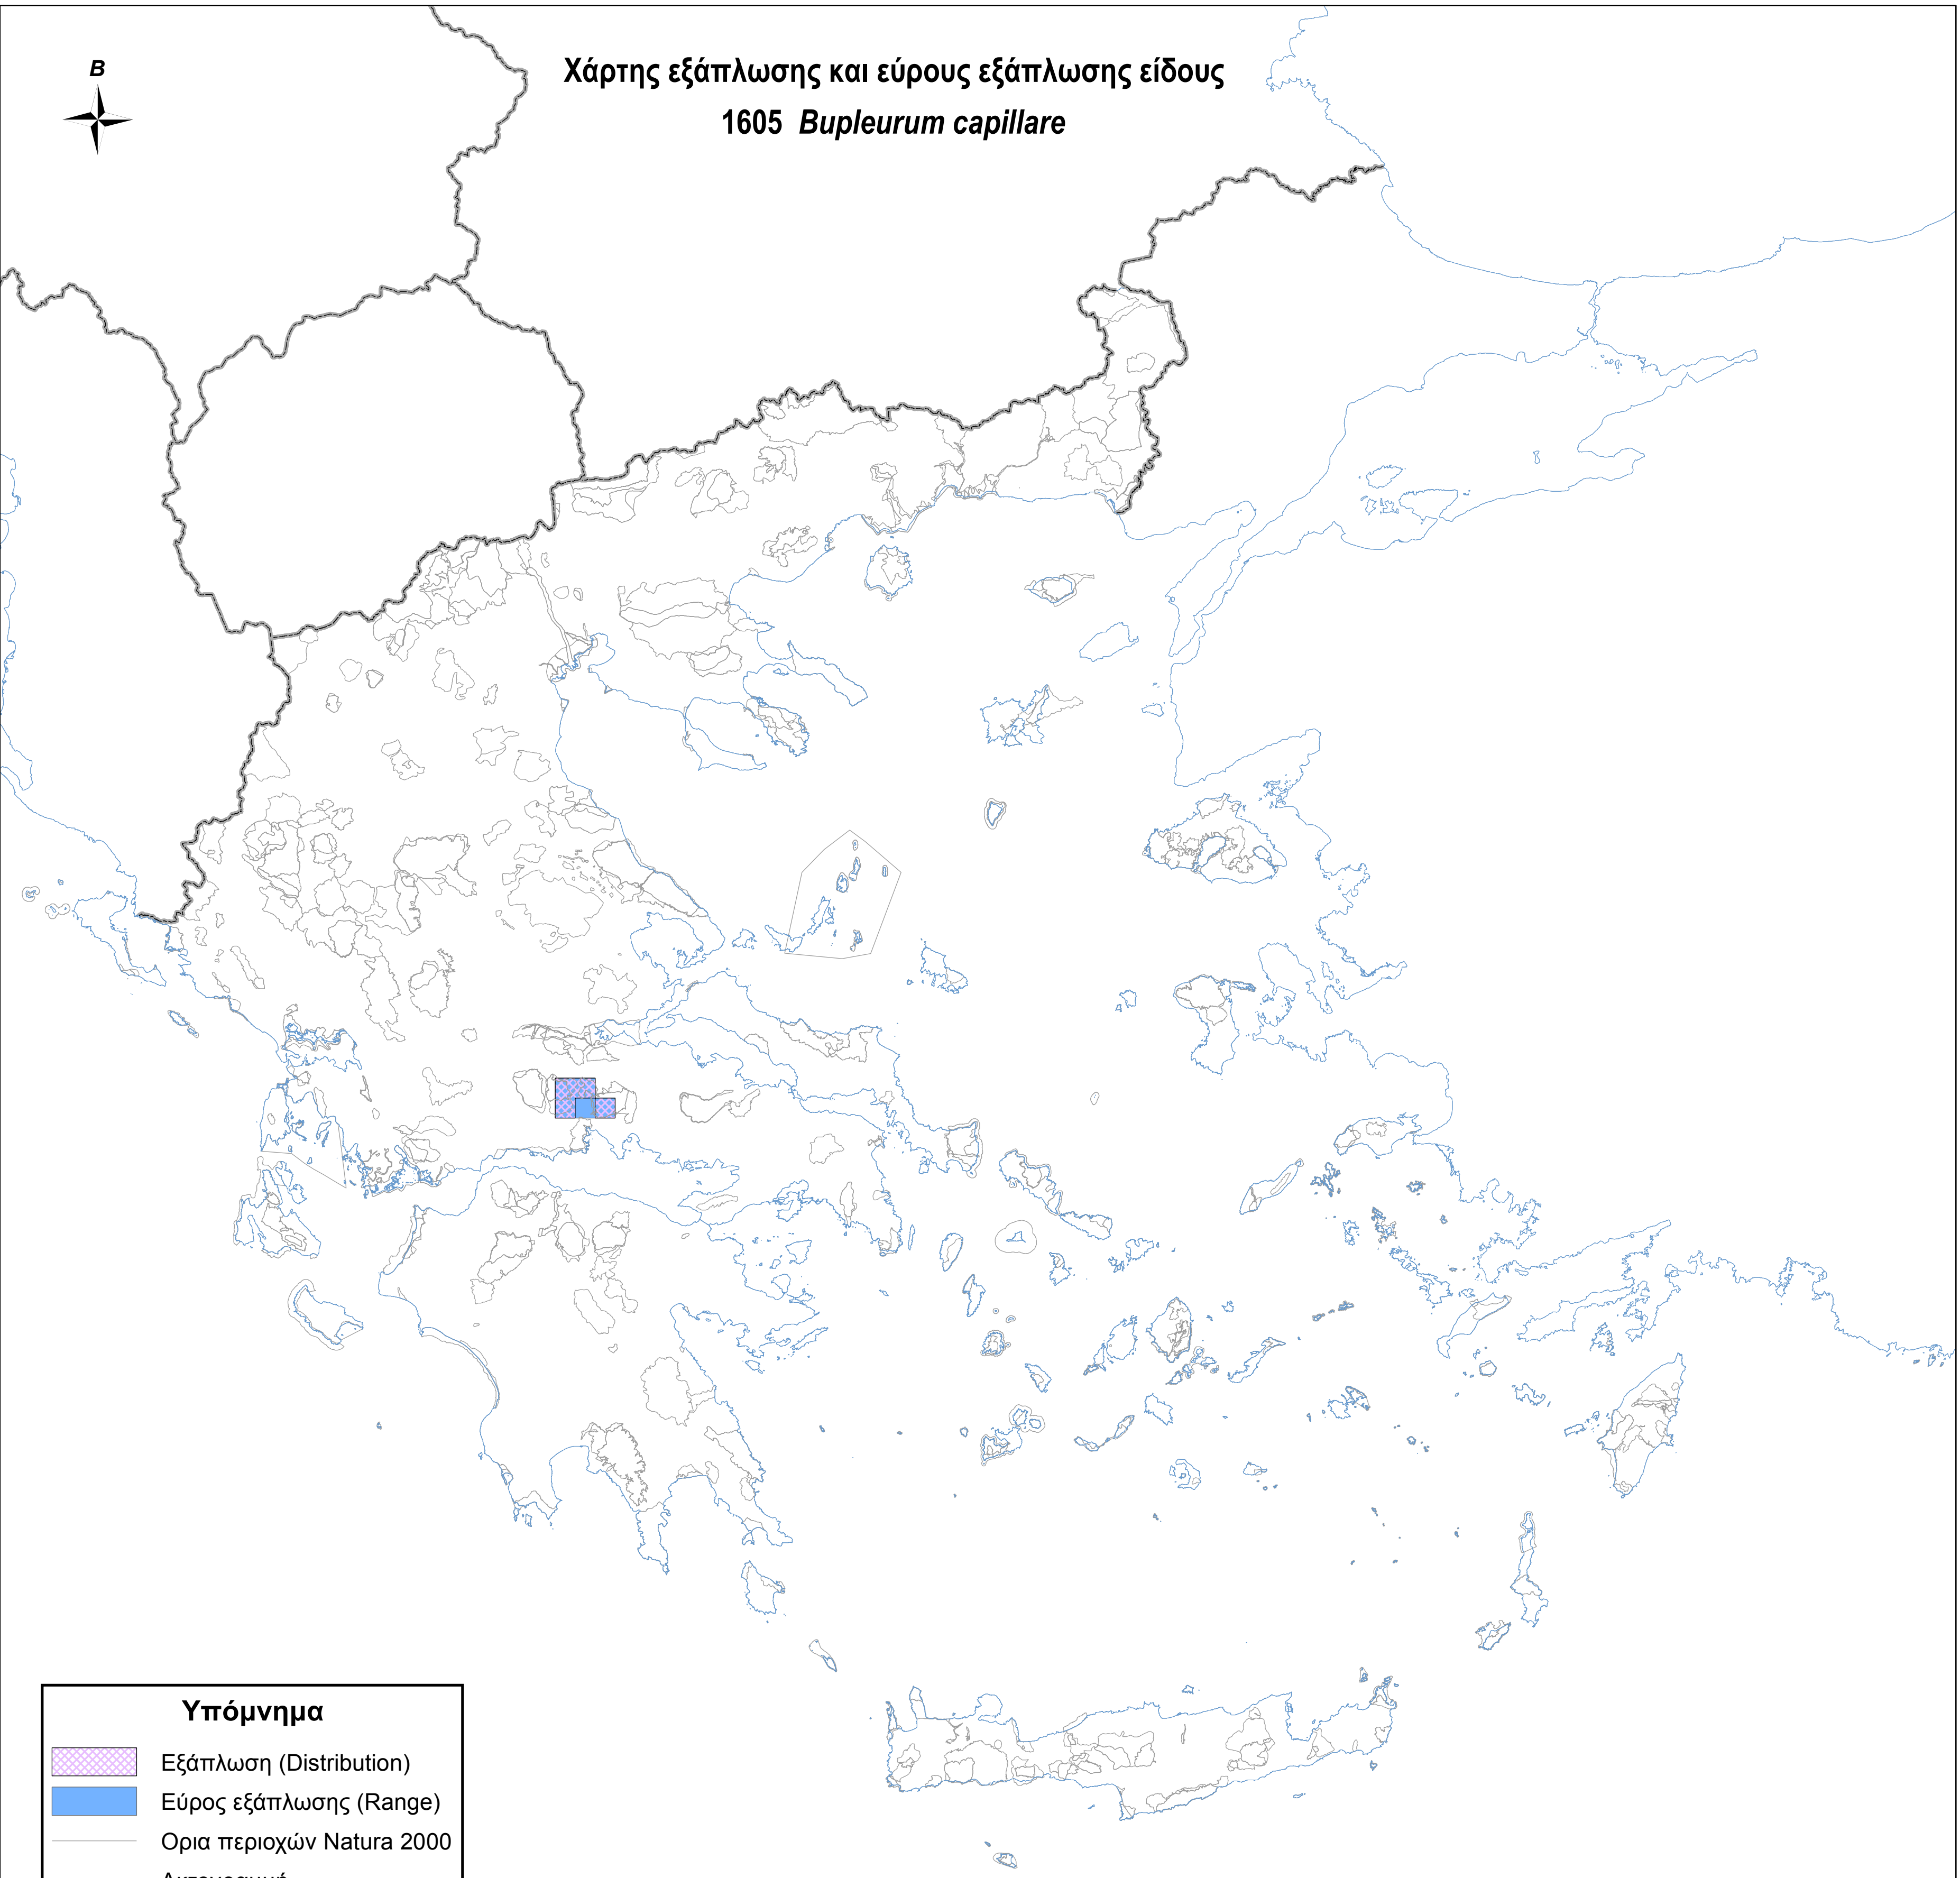 B
Χάρτης εξάπλωσης και εύρους εξάπλωσης είδους
1605 Bupleurum capillare
Υπόμνημα
Εξάπλωση (Distribution)
Εύρος εξάπλωσης (Range)
Ορια περιοχών Natura 2000